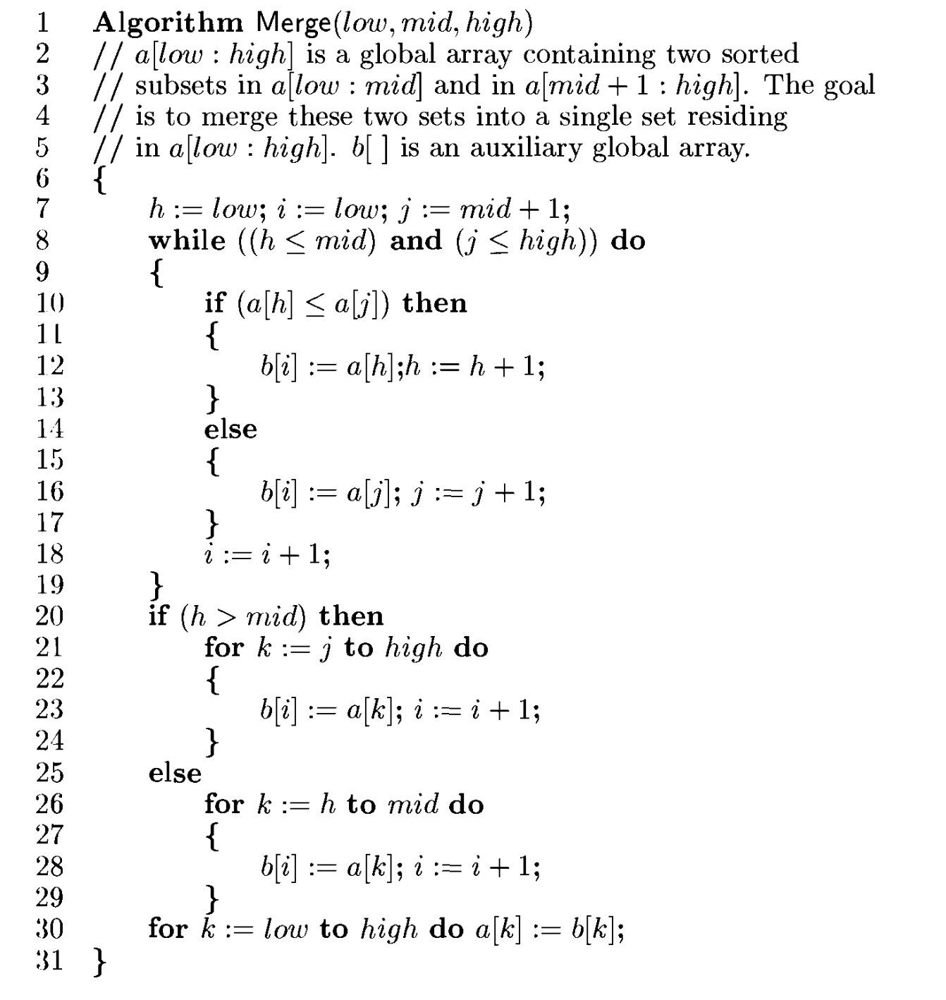 1 Algorithm Merge(low, mid, high)
2 // a[low : high] is a global array containing two sorted
3 // subsets in a[low : mid] and in a[mid + 1 : high]. The goal
4 // is to merge these two sets into a single set residing
5 // in a[low : high]. b[ ] is an auxiliary global array.
6 {
7 h := low; i := low; j := mid + 1;
8 while ((h ≤ mid) and (j ≤ high)) do
9 {
10 if (a[h] ≤ a[j]) then
11 {
12 b[i] := a[h];h := h + 1;
13 }
14 else
15 {
16 b[i] := a[j]; j := j + 1;
17 }
18 i := i + 1;
19 }
20 if (h > mid) then
21 for k := j to high do
22 {
23 b[i] := a[k]; i := i + 1;
24 }
25 else
26 for k := h to mid do
27 {
28 b[i] := a[k]; i := i + 1;
29 }
30 for k := low to high do a[k] := b[k];
31 }